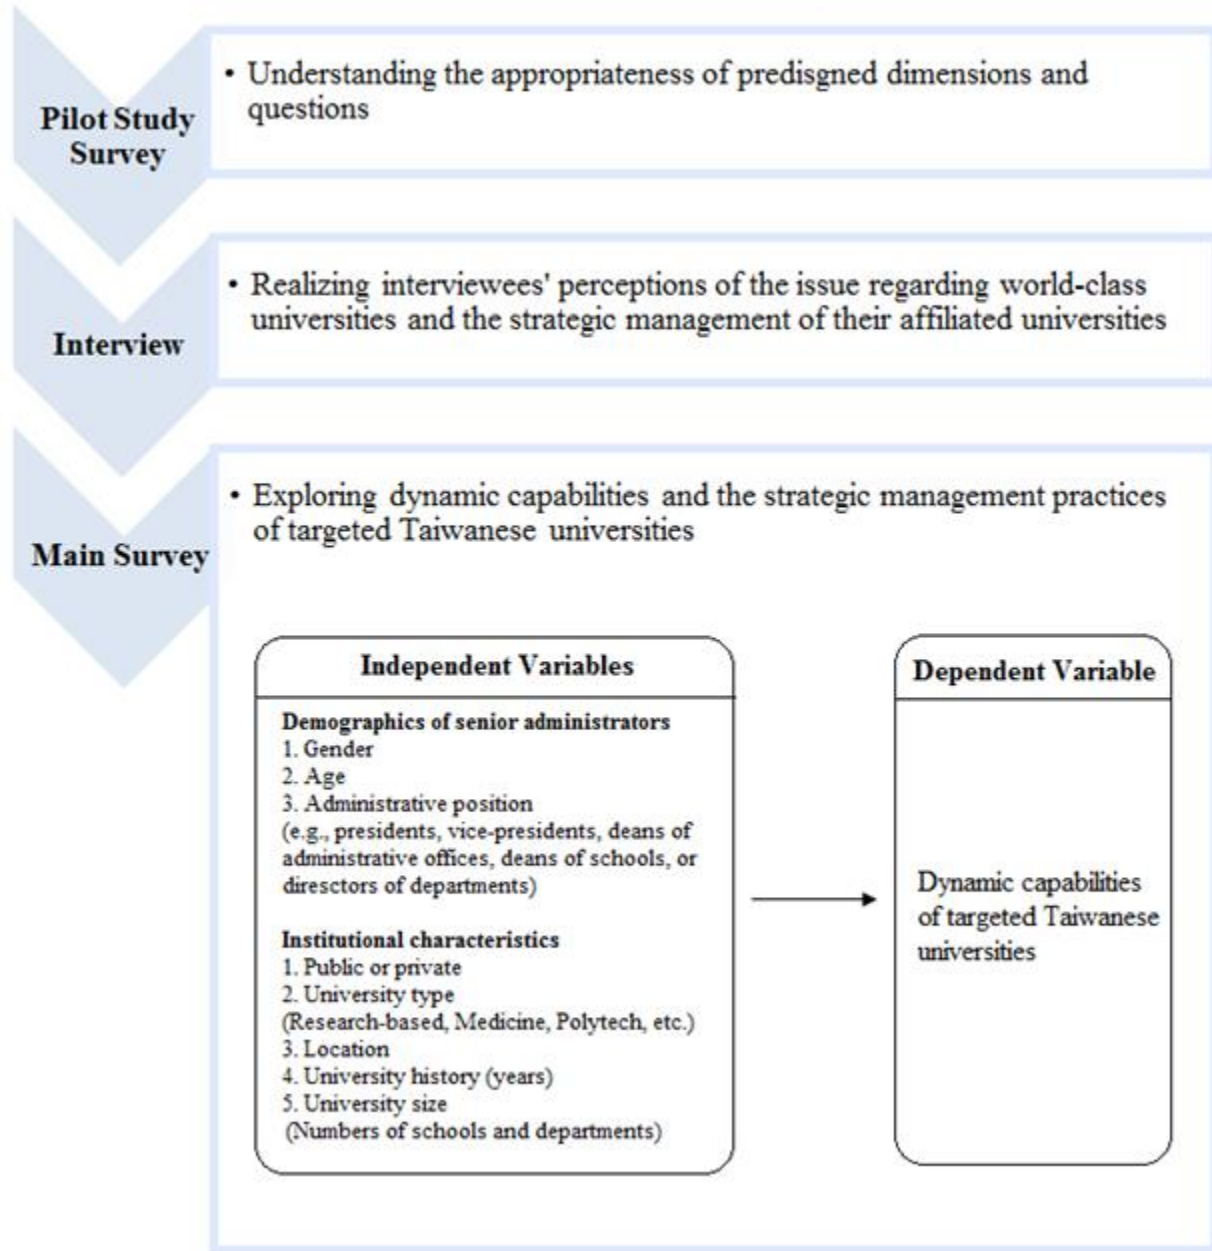 Pilot Study
Survey
• Understanding the appropriateness of predisgned dimensions and
questions
Interview
• Realizing interviewees' perceptions of the issue regarding world-class
universities and the strategic management of their affiliated universities
Main Survey
• Exploring dynamic capabilities and the strategic management practices
of targeted Taiwanese universities
Independent Variables
Demographics of senior administrators
1. Gender
2. Age
3. Administrative position
(e.g., presidents, vice-presidents, deans of
administrative offices, deans of schools, or
diresctors of departments)
Institutional characteristics
1. Public or private
2. University type
(Research-based, Medicine, Polytech, etc.)
3. Location
4. University history (years)
5. University size
(Numbers of schools and departments)
Dependent Variable
Dynamic capabilities
of targeted Taiwanese
universities